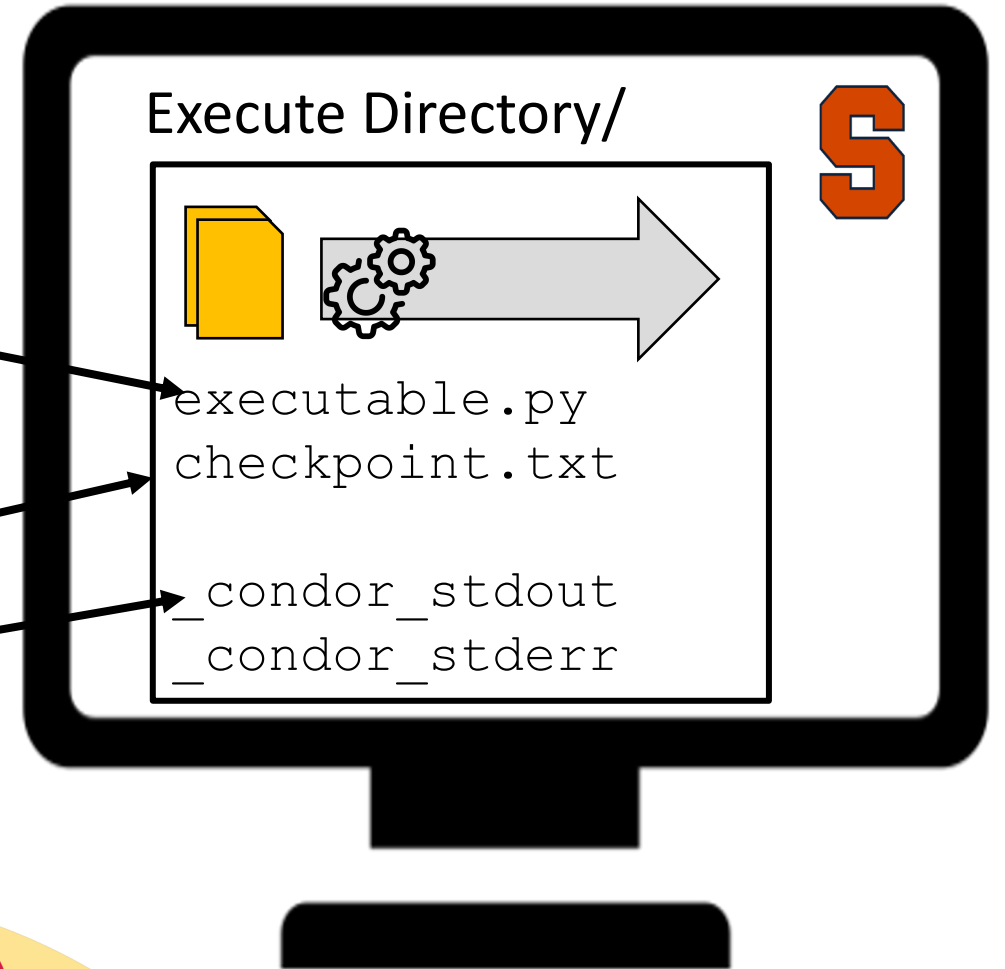 Execute Directory/
S
executable.py
checkpoint.txt
_condor_stdout
_condor_stderr